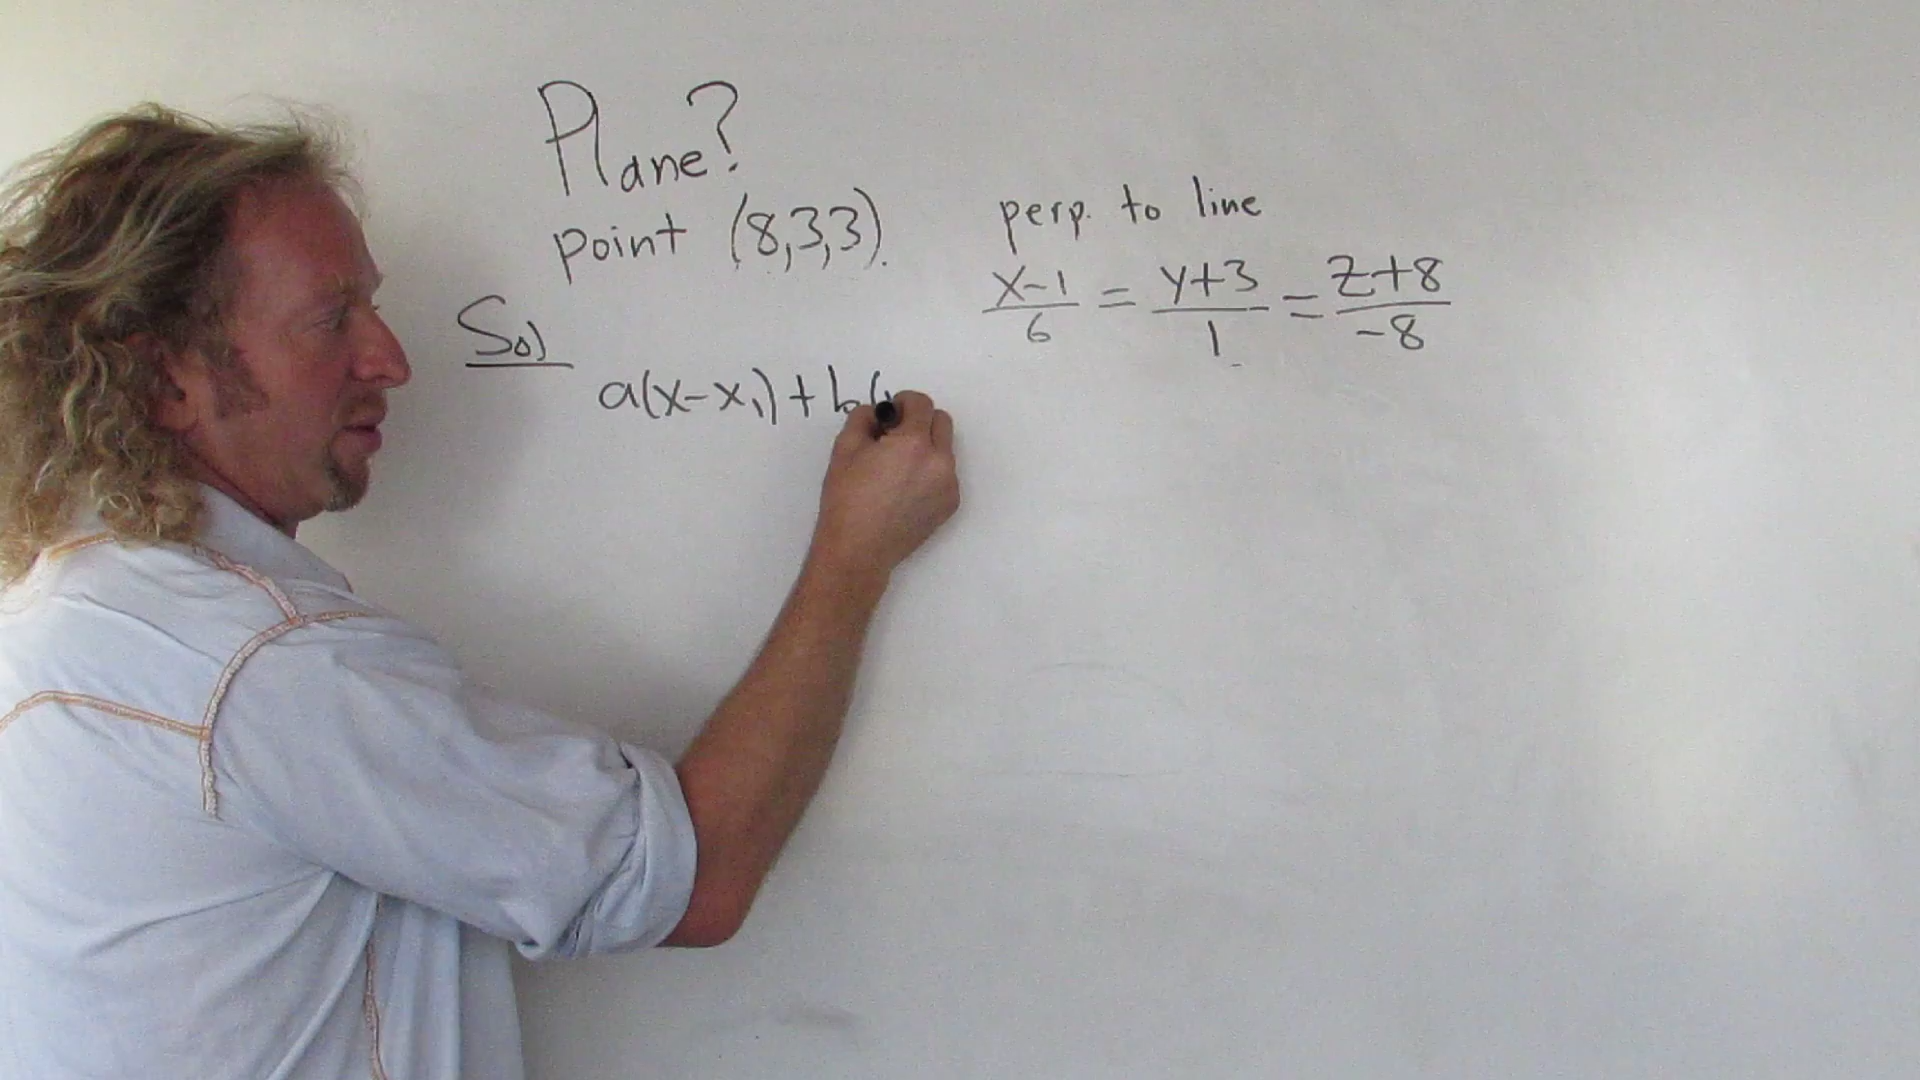 Plane?
point (8,3,3).
perp. to line
x-1/6 = y+3/1 = z+8/-8
Sol
a(x-x₁)+b(